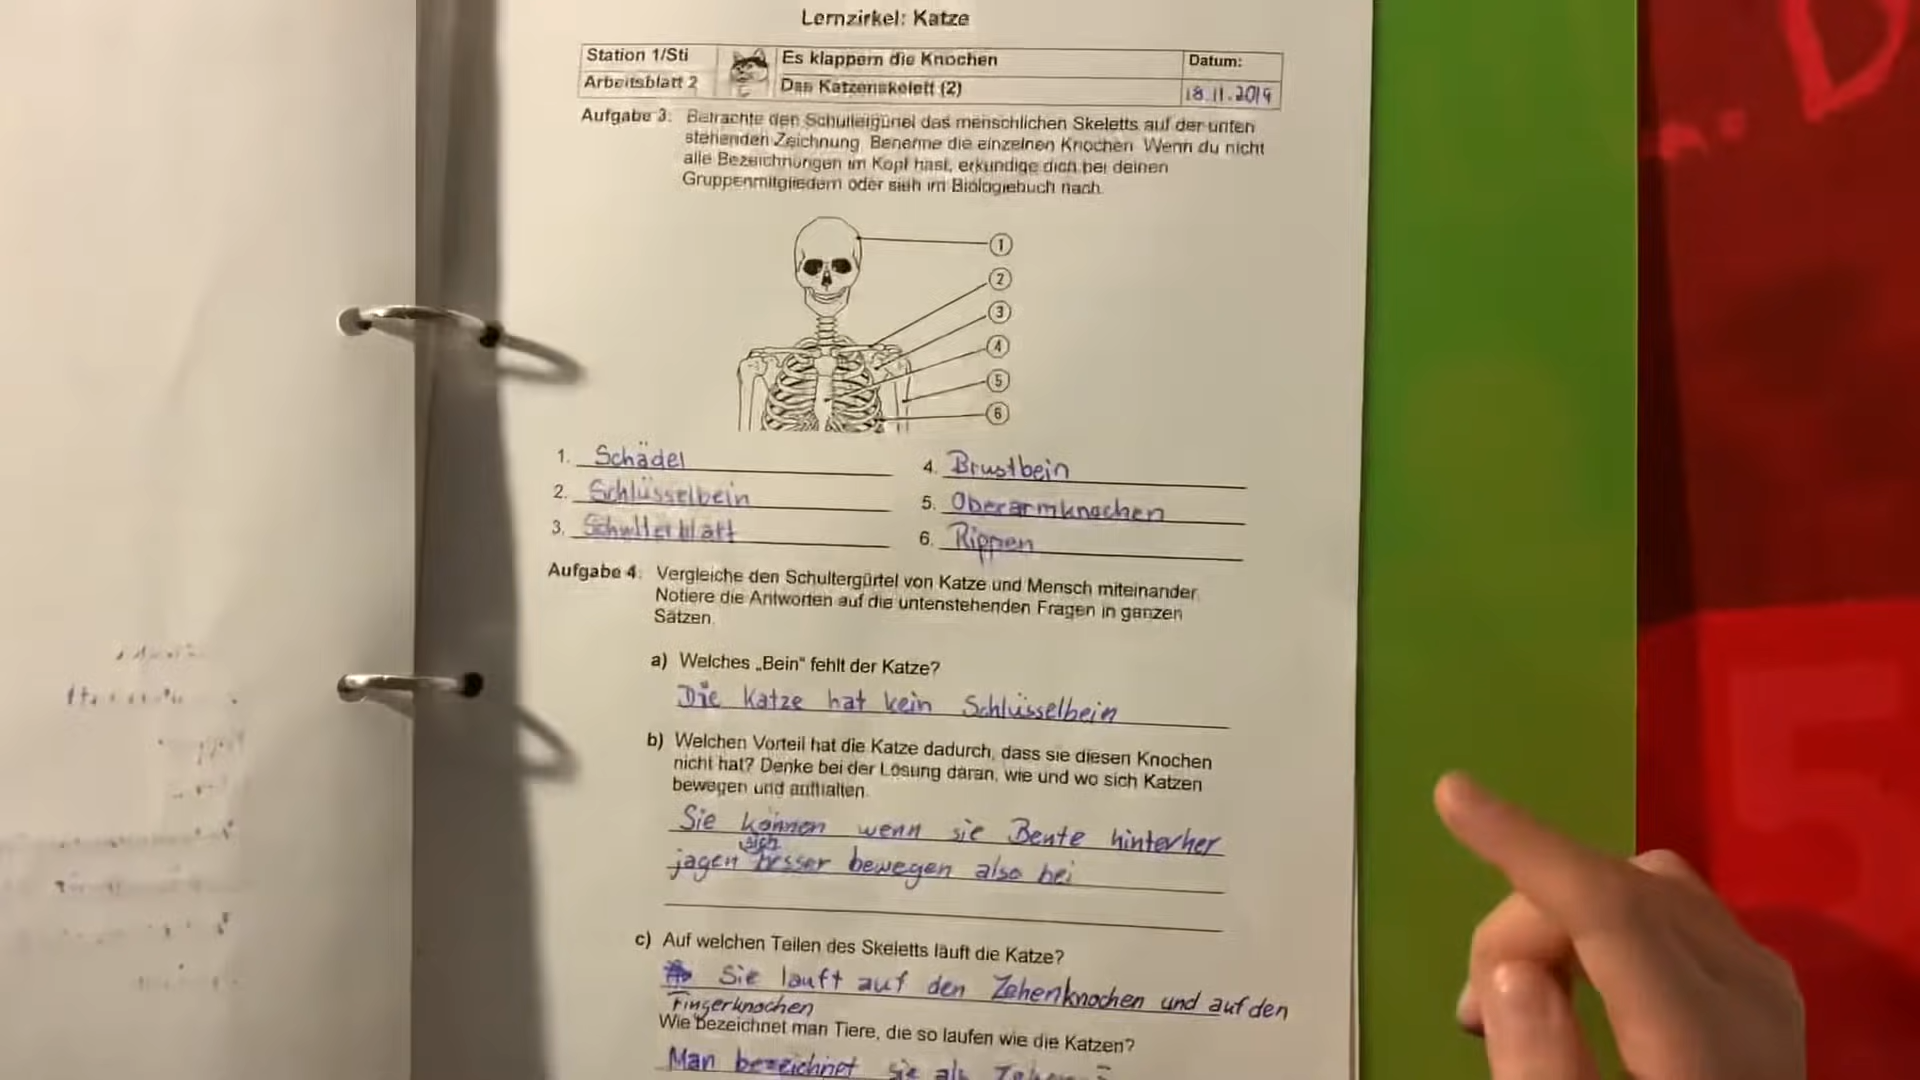 Lernzirkel: Katze
Station 1/Sti
Es klappern die Knochen
Datum:
Arbeitsblatt 2
Das Katzenskelett (2)
18.11.2019
Aufgabe 3: Betrachte den Schultergürtel des menschlichen Skeletts auf der unten
stehenden Zeichnung. Benenne die einzelnen Knochen. Wenn du nicht
alle Bezeichnungen im Kopf hast, erkundige dich bei deinen
Gruppenmitgliedern oder sieh im Biologiebuch nach.
1
2
3
4
5
6
1. Schädel
2. Schlüsselbein
3. Schulterblatt
4. Brustbein
5. Oberarmknochen
6. Rippen
Aufgabe 4: Vergleiche den Schultergürtel von Katze und Mensch miteinander.
Notiere die Antworten auf die untenstehenden Fragen in ganzen
Sätzen.
a) Welches „Bein“ fehlt der Katze?
Die Katze hat kein Schlüsselbein
b) Welchen Vorteil hat die Katze dadurch, dass sie diesen Knochen
nicht hat? Denke bei der Lösung daran, wie und wo sich Katzen
bewegen und aufhalten.
Sie können wenn sie Beute hinterher
sich
jagen besser bewegen also bei
c) Auf welchen Teilen des Skeletts läuft die Katze?
Sie läuft auf den Zehenknochen und auf den
Fingerknochen
Wie bezeichnet man Tiere, die so laufen wie die Katzen?
Man bezeichnet sie als
5